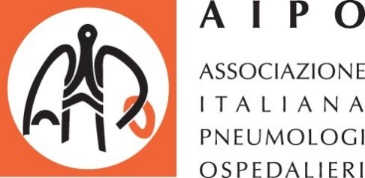 AIPO
ASSOCIAZIONE
ITALIANA
PNEUMOLOGI
OSPEDALIERI